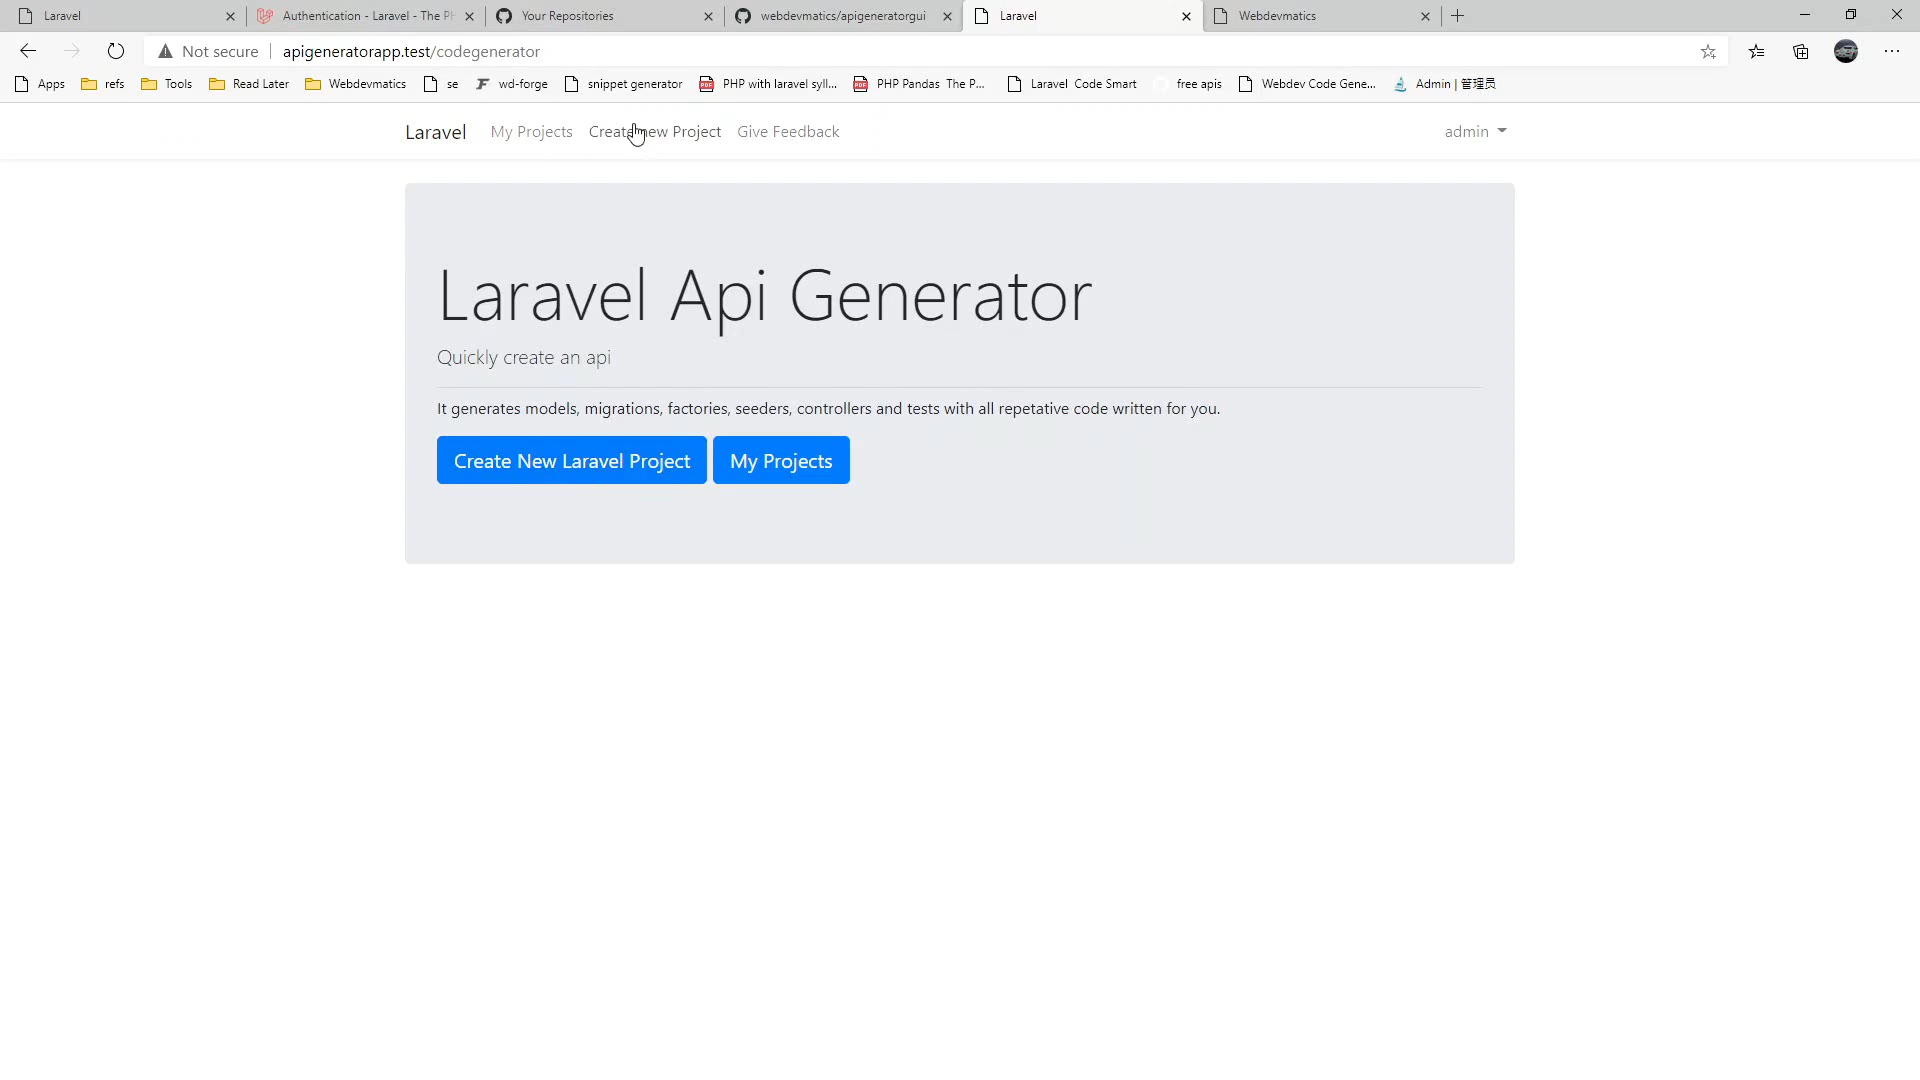 Laravel
Authentication - Laravel - The PH
Your Repositories
webdevmatics/apigeneratorgui
Laravel
Webdevmatics
Not secure
apigeneratorapp.test/codegenerator
Apps
refs
Tools
Read Later
Webdevmatics
se
wd-forge
snippet generator
PHP with laravel syll...
PHP Pandas The P...
Laravel Code Smart
free apis
Webdev Code Gene...
Admin | 管理员
Laravel
My Projects
Create new Project
Give Feedback
admin
Laravel Api Generator
Quickly create an api
It generates models, migrations, factories, seeders, controllers and tests with all repetative code written for you.
Create New Laravel Project
My Projects